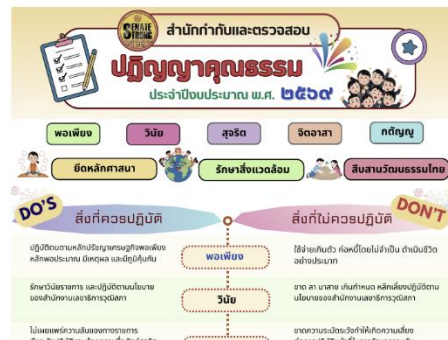 SENATE
STRONG
สำนักกำกับและตรวจสอบ
ปฏิญญาคุณธรรม
ประจำปีงบประมาณ พ.ศ. ๒๕๖๙
พอเพียง
วินัย
สุจริต
จิตอาสา
กตัญญู
ยึดหลักศาสนา
รักษาสิ่งแวดล้อม
สืบสานวัฒนธรรมไทย
DO'S
สิ่งที่ควรปฏิบัติ
สิ่งที่ไม่ควรปฏิบัติ
DON'T
ปฏิบัติตนตามหลักปรัชญาเศรษฐกิจพอเพียง
หลักพอประมาณ มีเหตุผล และมีภูมิคุ้มกัน
พอเพียง
ใช้จ่ายเกินตัว ก่อหนี้โดยไม่จำเป็น ดำเนินชีวิต
อย่างประมาท
รักษาวินัยราชการ และปฏิบัติตามนโยบาย
ของสำนักงานเลขาธิการวุฒิสภา
วินัย
ขาด ลา มาสาย เกินกำหนด หลีกเลี่ยงปฏิบัติตาม
นโยบายของสำนักงานเลขาธิการวุฒิสภา
ไม่เผยแพร่ความลับของทางราชการ
ขาดความระมัดระวังทำให้เกิดความเสี่ยง